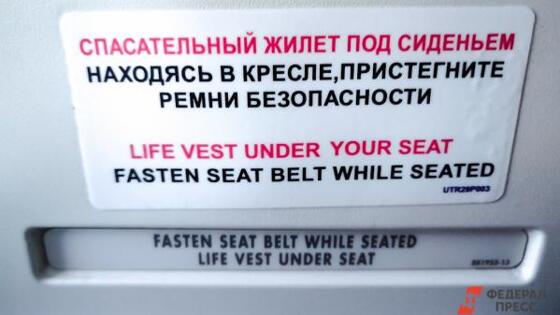 СПАСАТЕЛЬНЫЙ ЖИЛЕТ ПОД СИДЕНЬЕМ
НАХОДЯСЬ В КРЕСЛЕ,ПРИСТЕГНИТЕ
РЕМНИ БЕЗОПАСНОСТИ
LIFE VEST UNDER YOUR SEAT
FASTEN SEAT BELT WHILE SEATED
UTR29P003
FASTEN SEAT BELT WHILE SEATED
LIFE VEST UNDER SEAT
ФЕДЕРАЛ
ПРЕСС